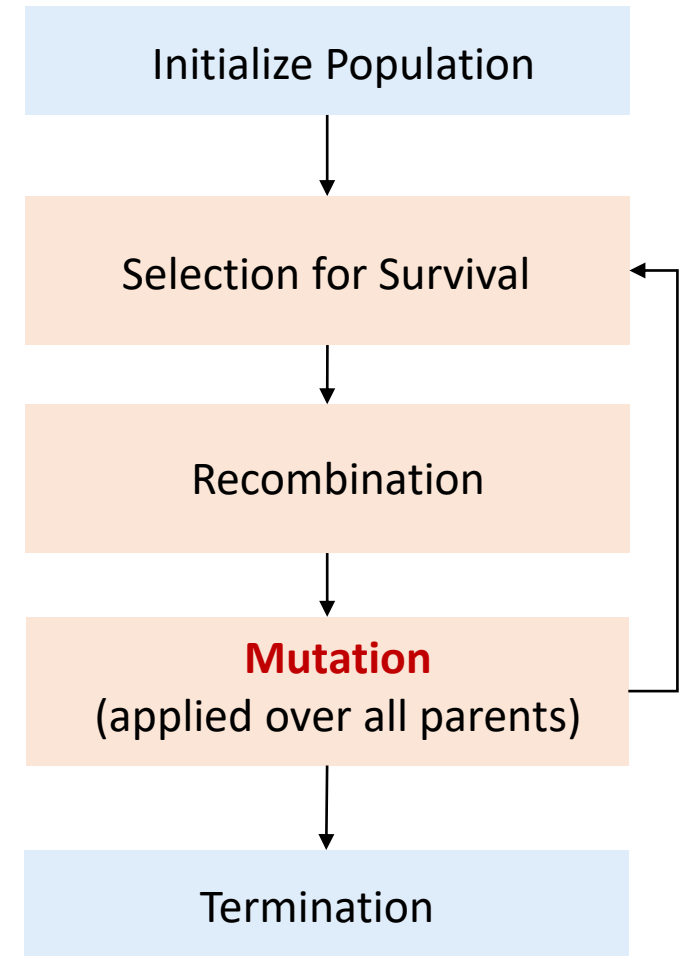 Initialize Population
Selection for Survival
Recombination
Mutation
(applied over all parents)
Termination